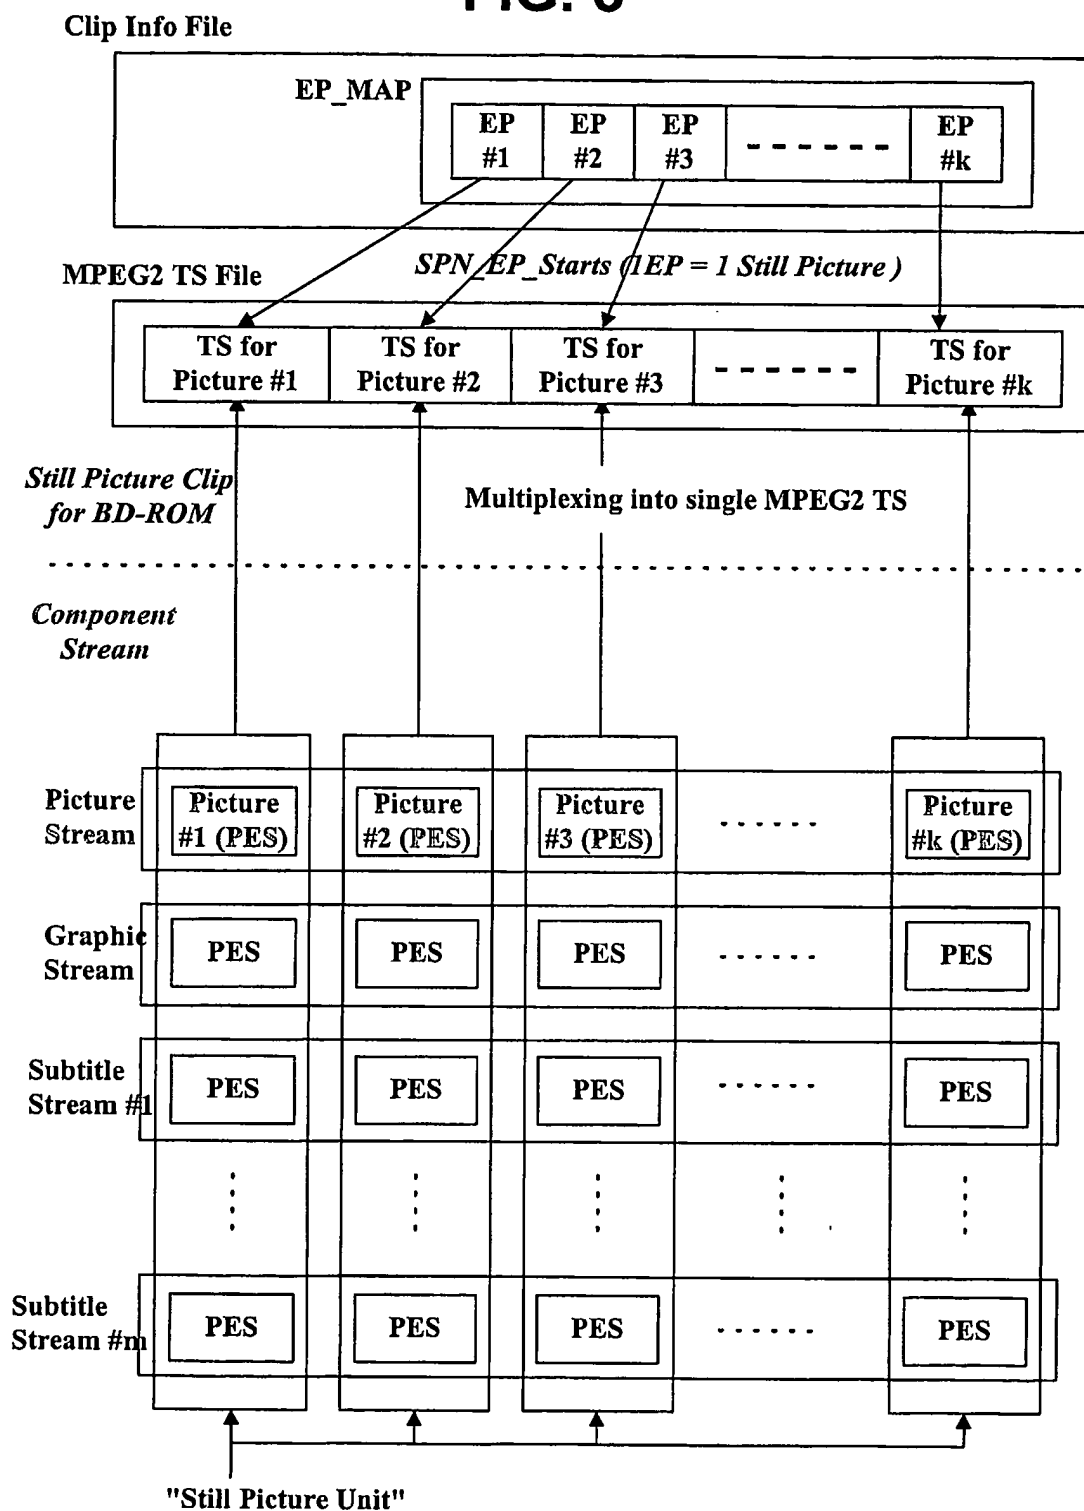 Clip Info File
EP_MAP
EP
#1
EP
#2
EP
#3
EP
#k
SPN_EP_Starts (1EP = 1 Still Picture )
MPEG2 TS File
TS for
Picture #1
TS for
Picture #2
TS for
Picture #3
TS for
Picture #k
Still Picture Clip
for BD-ROM
Multiplexing into single MPEG2 TS
Component
Stream
Picture
Stream
Picture
#1 (PES)
Picture
#2 (PES)
Picture
#3 (PES)
Picture
#k (PES)
Graphic
Stream
PES
PES
PES
PES
Subtitle
Stream #1
PES
PES
PES
PES
Subtitle
Stream #m
PES
PES
PES
PES
"Still Picture Unit"